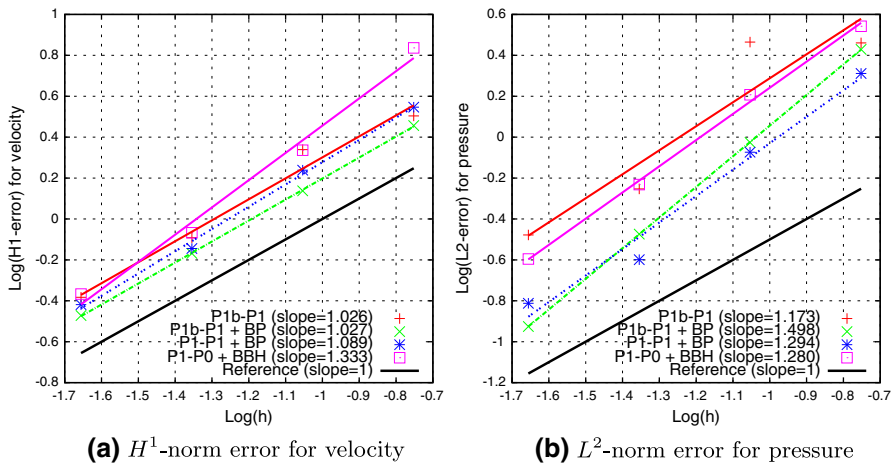 1
0.8
0.6
0.4
0.2
0
-0.2
-0.4
-0.6
-0.8
Log(H1-error) for velocity
P1b-P1 (slope=1.026)
P1b-P1 + BP (slope=1.027)
P1-P1 + BP (slope=1.089)
P1-P0 + BBH (slope=1.333)
Reference (slope=1)
-1.7 -1.6 -1.5 -1.4 -1.3 -1.2 -1.1 -1 -0.9 -0.8 -0.7
Log(h)
(a) H¹-norm error for velocity
0.6
0.4
0.2
0
-0.2
-0.4
-0.6
-0.8
-1
-1.2
Log(L2-error) for pressure
P1b-P1 (slope=1.173)
P1b-P1 + BP (slope=1.498)
P1-P1 + BP (slope=1.294)
P1-P0 + BBH (slope=1.280)
Reference (slope=1)
-1.7 -1.6 -1.5 -1.4 -1.3 -1.2 -1.1 -1 -0.9 -0.8 -0.7
Log(h)
(b) L²-norm error for pressure